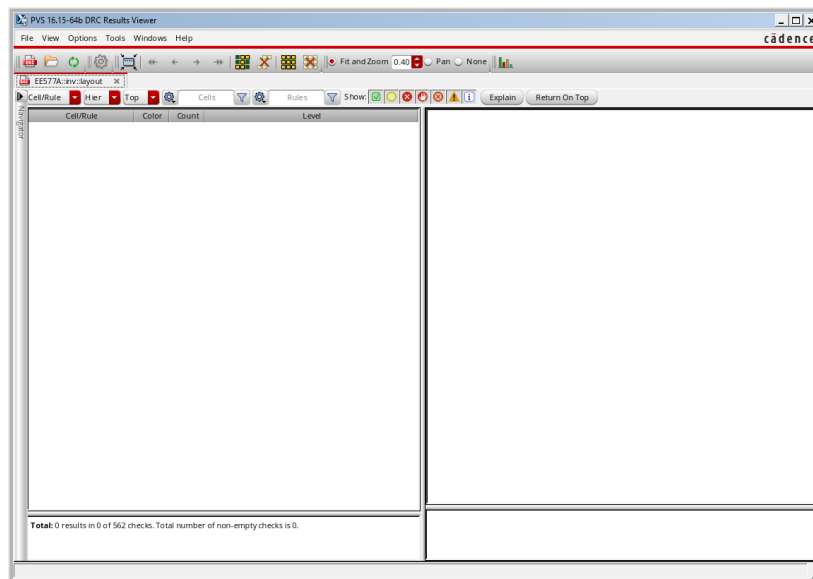 PVS 16.15-64b DRC Results Viewer
File View Options Tools Windows Help
cādence
Fit and Zoom 0.40 Pan None
EE577A::inv::layout
Cell/Rule Hier Top Cells Rules Show: Explain Return On Top
Navigator
Cell/Rule Color Count Level
Total: 0 results in 0 of 562 checks. Total number of non-empty checks is 0.